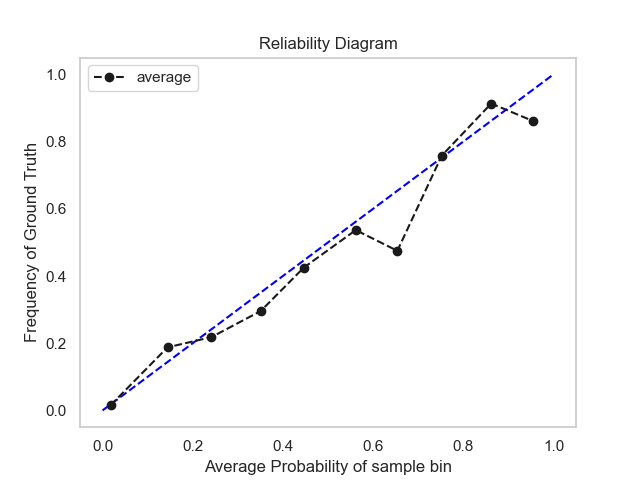 Reliability Diagram
average
Frequency of Ground Truth
1.0
0.8
0.6
0.4
0.2
0.0
0.0 0.2 0.4 0.6 0.8 1.0
Average Probability of sample bin